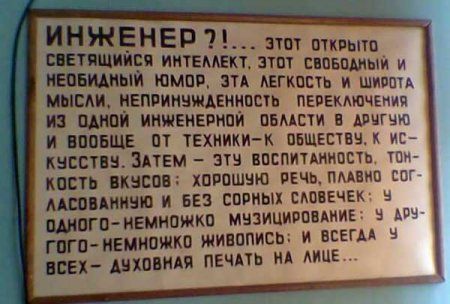 ИНЖЕНЕР?!... ЭТОТ ОТКРЫТО
СВЕТЯЩИЙСЯ ИНТЕЛЛЕКТ, ЭТОТ СВОБОДНЫЙ И
НЕОБИДНЫЙ ЮМОР, ЭТА ЛЕГКОСТЬ И ШИРОТА
МЫСЛИ, НЕПРИНУЖДЕННОСТЬ ПЕРЕКЛЮЧЕНИЯ
ИЗ ОДНОЙ ИНЖЕНЕРНОЙ ОБЛАСТИ В ДРУГУЮ
И ВООБЩЕ ОТ ТЕХНИКИ-К ОБЩЕСТВУ, К ИС-
КУССТВУ. ЗАТЕМ - ЭТУ ВОСПИТАННОСТЬ, ТОН-
КОСТЬ ВКУСОВ; ХОРОШУЮ РЕЧЬ, ПЛАВНО СОГ-
ЛАСОВАННУЮ И БЕЗ СОРНЫХ СЛОВЕЧЕК; У
ОДНОГО-НЕМНОЖКО МУЗИЦИРОВАНИЕ; У ДРУ-
ГОГО-НЕМНОЖКО ЖИВОПИСЬ; И ВСЕГДА У
ВСЕХ- ДУХОВНАЯ ПЕЧАТЬ НА ЛИЦЕ...